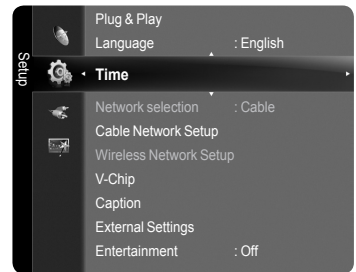 Setup
Plug & Play
Language : English
Time
Network selection : Cable
Cable Network Setup
Wireless Network Setup
V-Chip
Caption
External Settings
Entertainment : Off